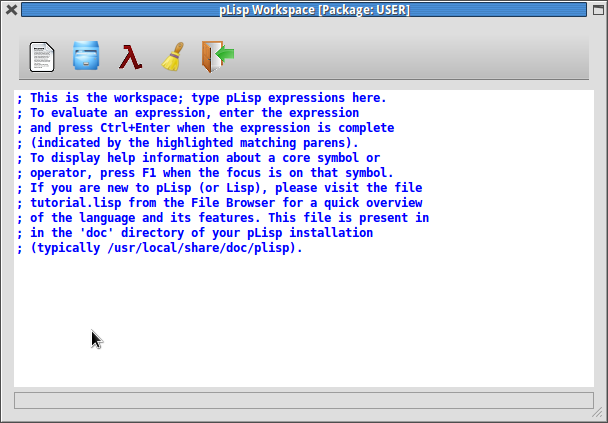 pLisp Workspace [Package: USER]
; This is the workspace; type pLisp expressions here.
; To evaluate an expression, enter the expression
; and press Ctrl+Enter when the expression is complete
; (indicated by the highlighted matching parens).
; To display help information about a core symbol or
; operator, press F1 when the focus is on that symbol.
; If you are new to pLisp (or Lisp), please visit the file
; tutorial.lisp from the File Browser for a quick overview
; of the language and its features. This file is present in
; in the 'doc' directory of your pLisp installation
; (typically /usr/local/share/doc/plisp).